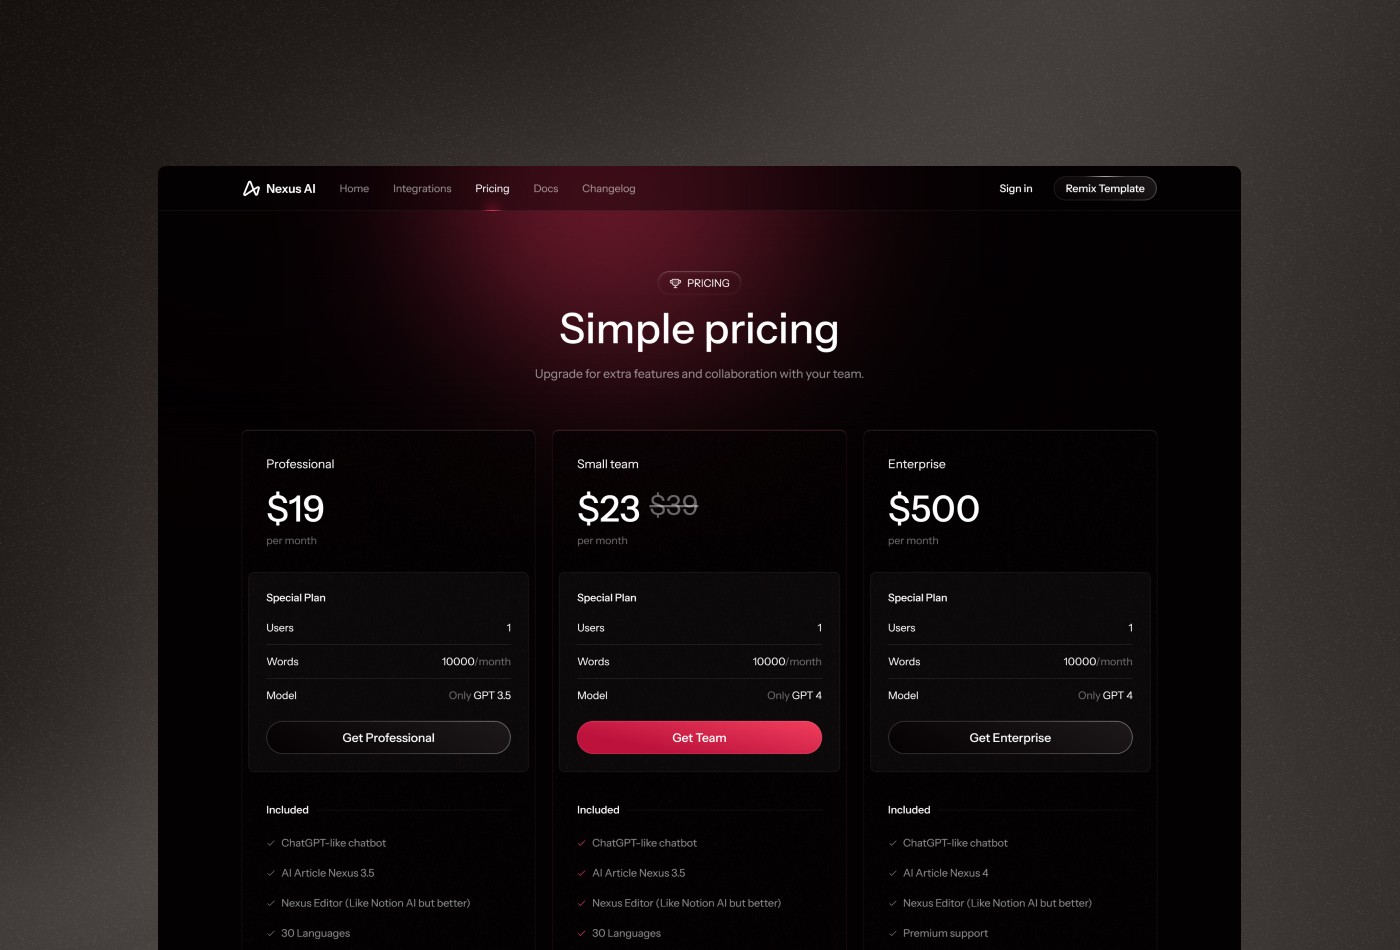 Nexus AI
Home
Integrations
Pricing
Docs
Changelog
Sign in
Remix Template
PRICING
Simple pricing
Upgrade for extra features and collaboration with your team.
Professional
$19
per month
Special Plan
Users 1
Words 10000/month
Model Only GPT 3.5
Get Professional
Included
ChatGPT-like chatbot
AI Article Nexus 3.5
Nexus Editor (Like Notion AI but better)
30 Languages
Small team
$23 $39
per month
Special Plan
Users 1
Words 10000/month
Model Only GPT 4
Get Team
Included
ChatGPT-like chatbot
AI Article Nexus 3.5
Nexus Editor (Like Notion AI but better)
30 Languages
Enterprise
$500
per month
Special Plan
Users 1
Words 10000/month
Model Only GPT 4
Get Enterprise
Included
ChatGPT-like chatbot
AI Article Nexus 4
Nexus Editor (Like Notion AI but better)
Premium support